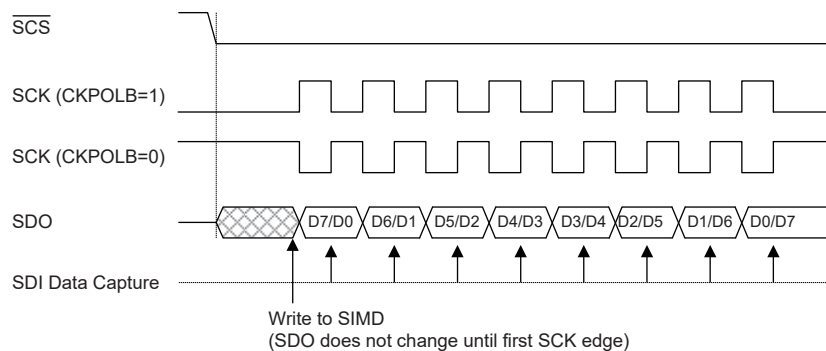 SCS
SCK (CKPOLB=1)
SCK (CKPOLB=0)
SDO
D7/D0 D6/D1 D5/D2 D4/D3 D3/D4 D2/D5 D1/D6 D0/D7
SDI Data Capture
Write to SIMD
(SDO does not change until first SCK edge)